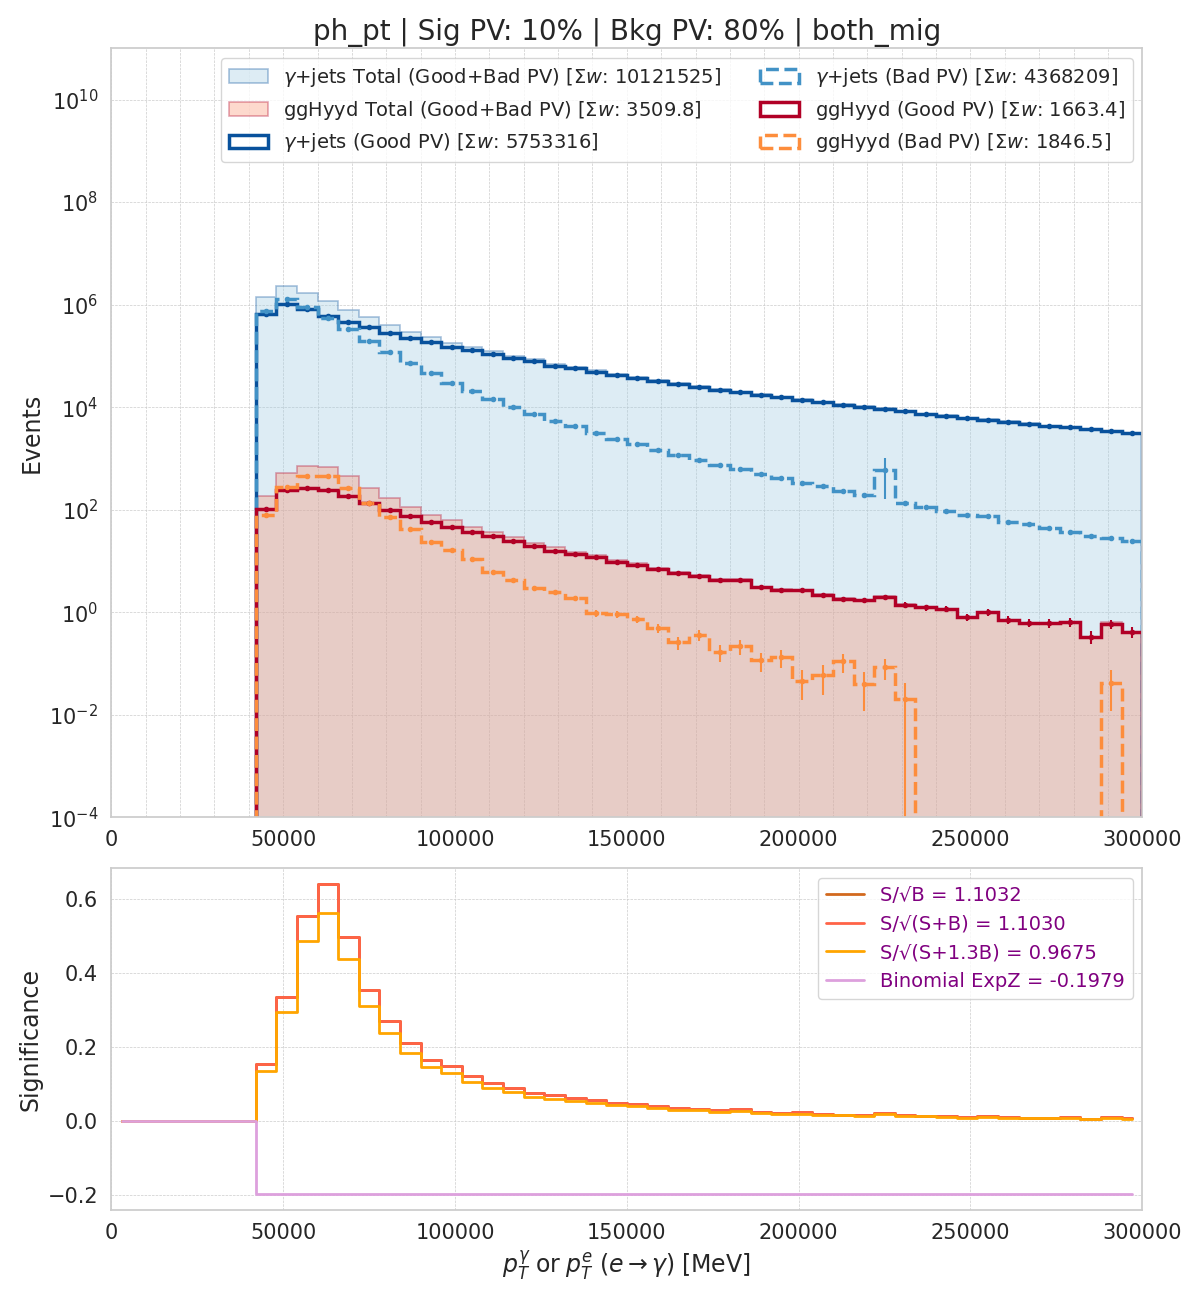 ph_pt | Sig PV: 10% | Bkg PV: 80% | both_mig
γ+jets Total (Good+Bad PV) [Σw: 10121525]
ggHyyd Total (Good+Bad PV) [Σw: 3509.8]
γ+jets (Good PV) [Σw: 5753316]
γ+jets (Bad PV) [Σw: 4368209]
ggHyyd (Good PV) [Σw: 1663.4]
ggHyyd (Bad PV) [Σw: 1846.5]
Events
10^10
10^8
10^6
10^4
10^2
10^0
10^−2
10^−4
0 50000 100000 150000 200000 250000 300000
S/√B = 1.1032
S/√(S+B) = 1.1030
S/√(S+1.3B) = 0.9675
Binomial ExpZ = -0.1979
Significance
0.6
0.4
0.2
0.0
−0.2
0 50000 100000 150000 200000 250000 300000
p_T^γ or p_T^e (e→γ) [MeV]